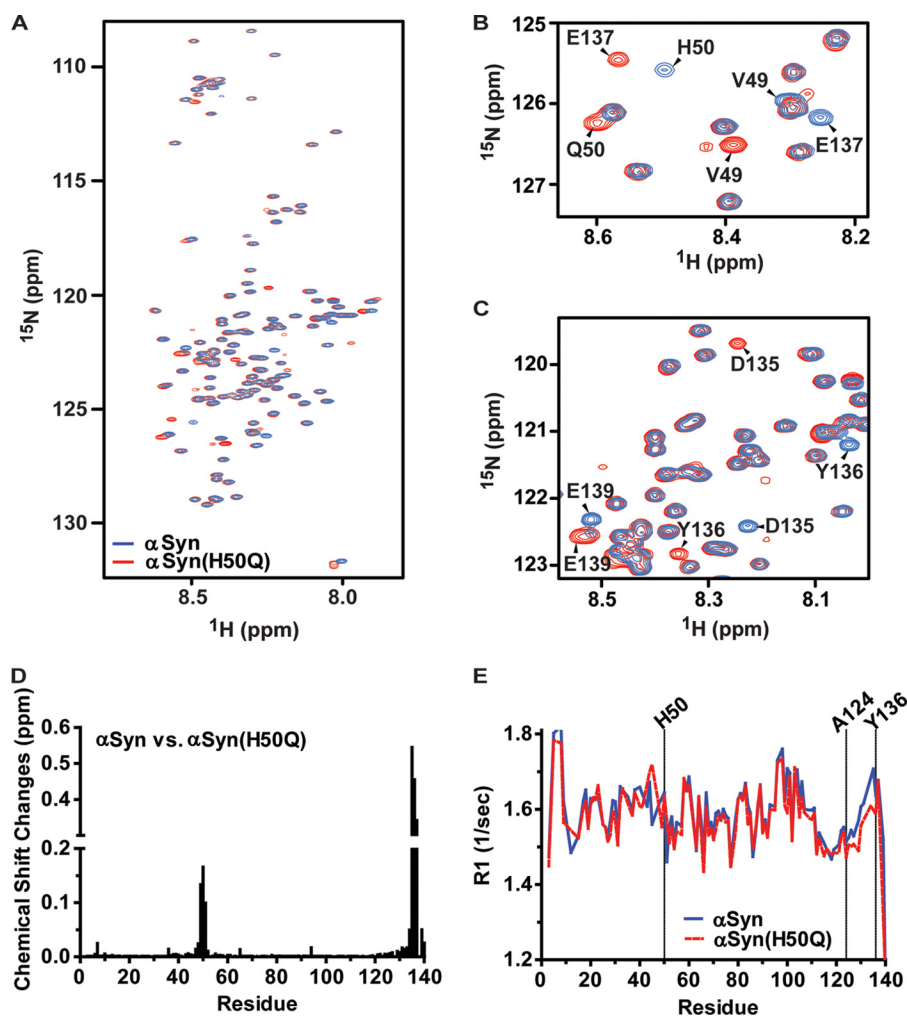 A
110
115
120
125
130
15N (ppm)
αSyn
αSyn(H50Q)
8.5
8.0
1H (ppm)
B
125
126
127
15N (ppm)
E137
H50
V49
Q50
V49
E137
8.6
8.4
8.2
1H (ppm)
C
120
121
122
123
15N (ppm)
D135
Y136
E139
Y136
D135
E139
8.5
8.3
8.1
1H (ppm)
D
Chemical Shift Changes (ppm)
0.6
0.5
0.4
0.3
0.2
0.1
0.0
αSyn vs. αSyn(H50Q)
0
20
40
60
80
100
120
140
Residue
E
H50
A124
Y136
R1 (1/sec)
1.8
1.6
1.4
1.2
αSyn
αSyn(H50Q)
0
20
40
60
80
100
120
140
Residue